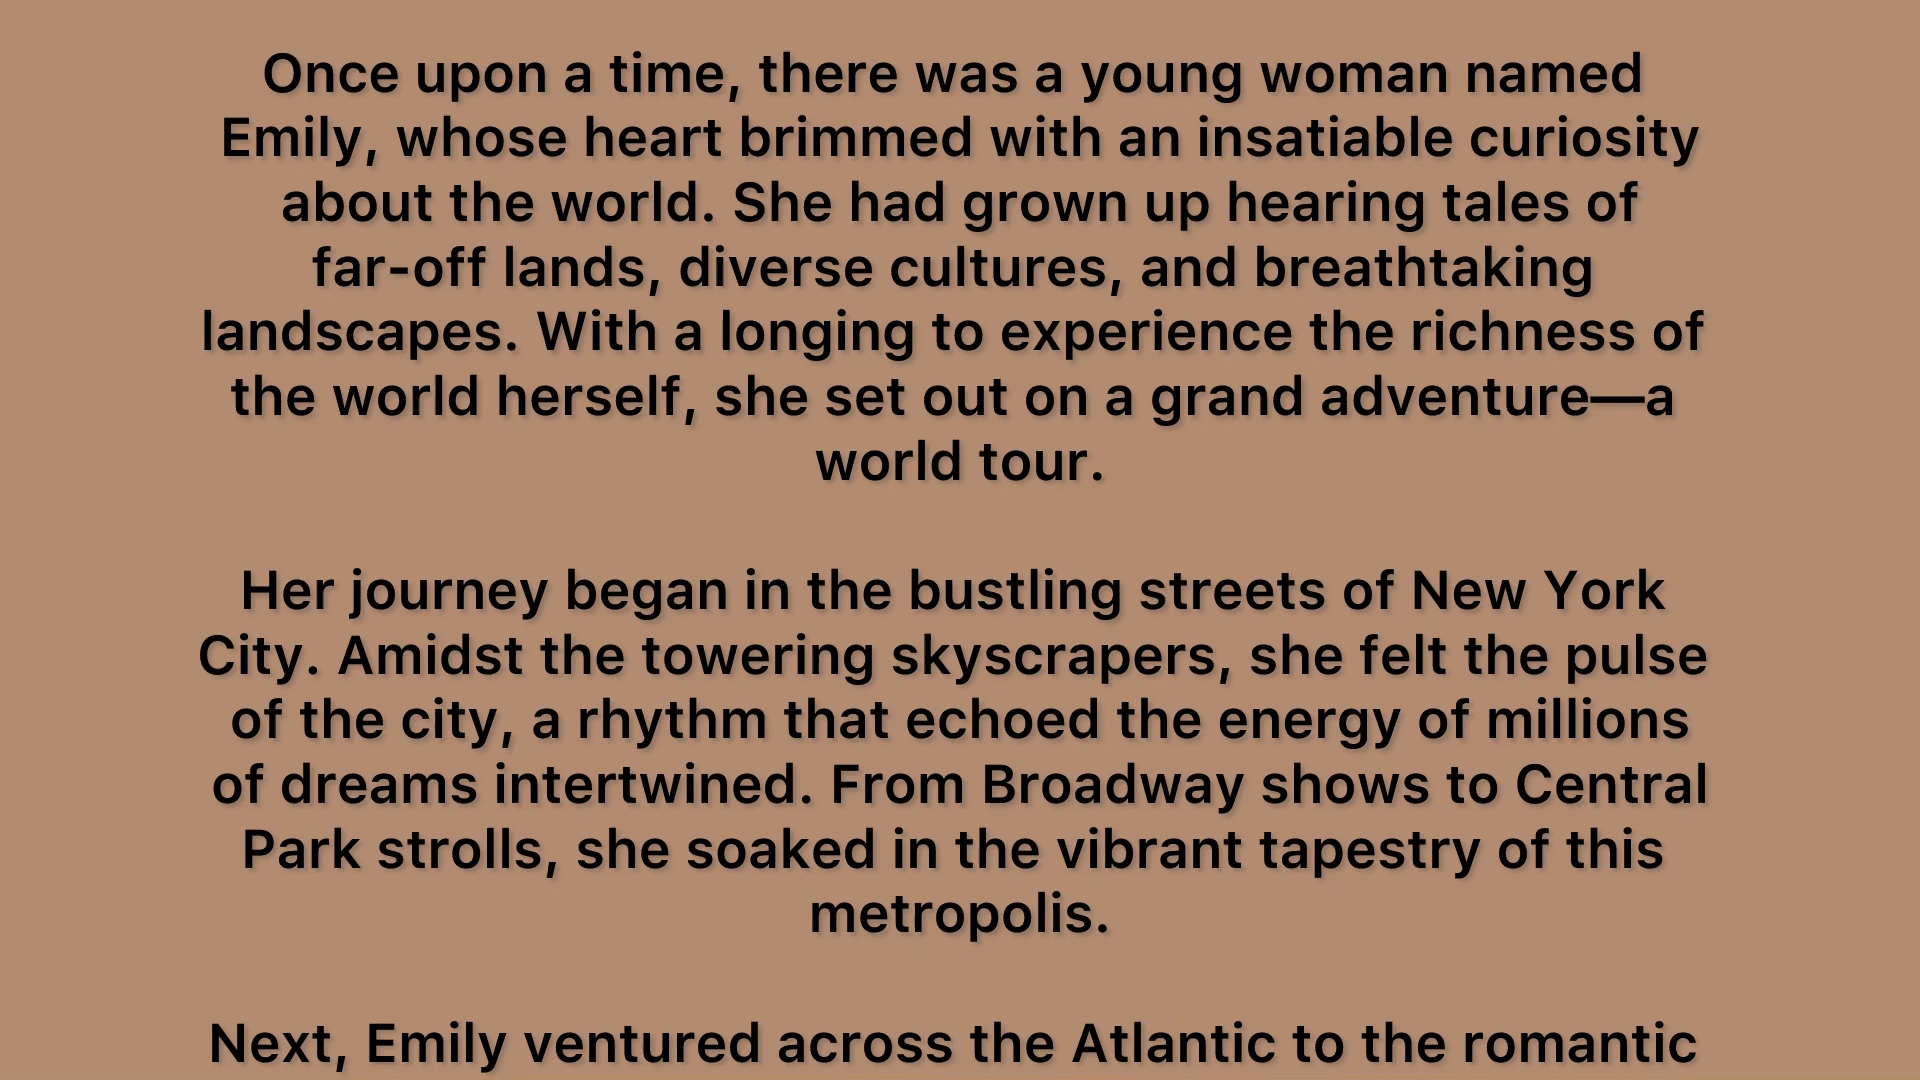 Once upon a time, there was a young woman named
Emily, whose heart brimmed with an insatiable curiosity
about the world. She had grown up hearing tales of
far-off lands, diverse cultures, and breathtaking
landscapes. With a longing to experience the richness of
the world herself, she set out on a grand adventure—a
world tour.
Her journey began in the bustling streets of New York
City. Amidst the towering skyscrapers, she felt the pulse
of the city, a rhythm that echoed the energy of millions
of dreams intertwined. From Broadway shows to Central
Park strolls, she soaked in the vibrant tapestry of this
metropolis.
Next, Emily ventured across the Atlantic to the romantic